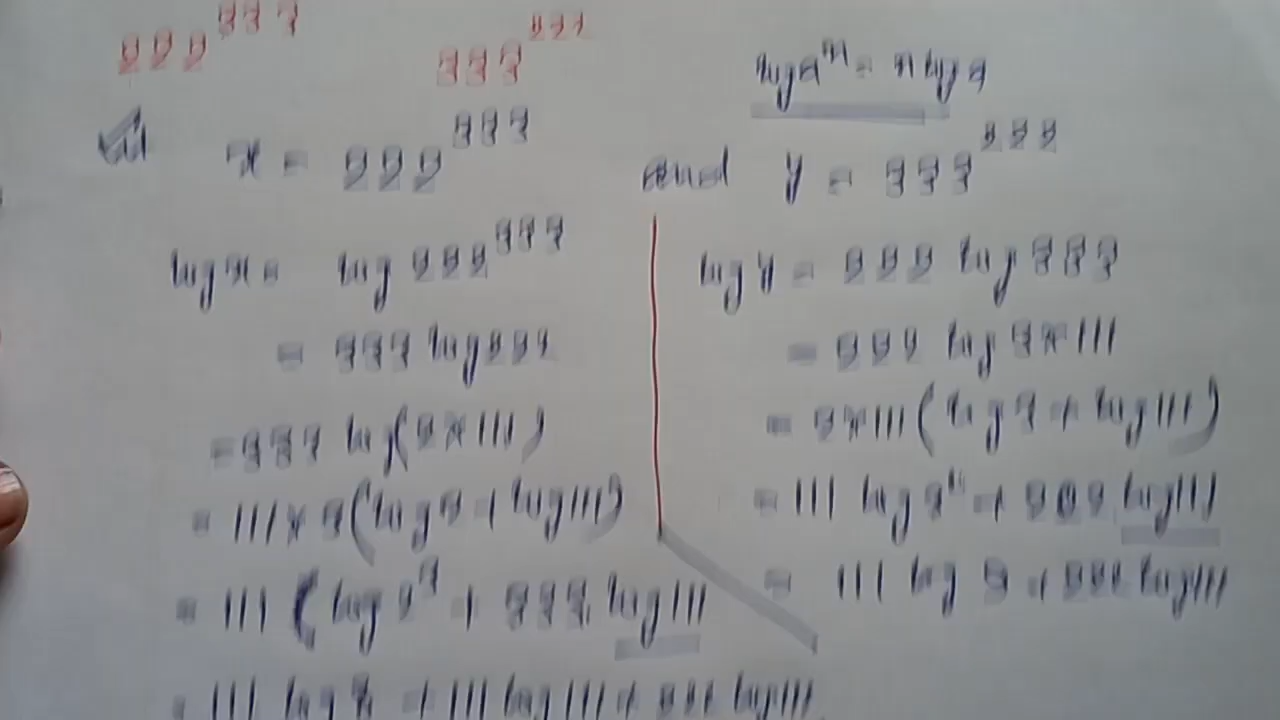 222^333 333^222
log a^n = n log a
Let x = 222^333 and y = 333^222
log x = log 222^333
= 333 log 222
= 333 log(2×111)
= 111×3(log 2 + log 111)
= 111 (log 2^3 + 333 log 111
= 111 log + 111 log 111 + 222 log 111
log y = 222 log 333
= 222 log 3×111
= 2×111(log 3 + log 111)
= 111 log 3^2 + 222 log 111
= 111 log 9 + 222 log 111